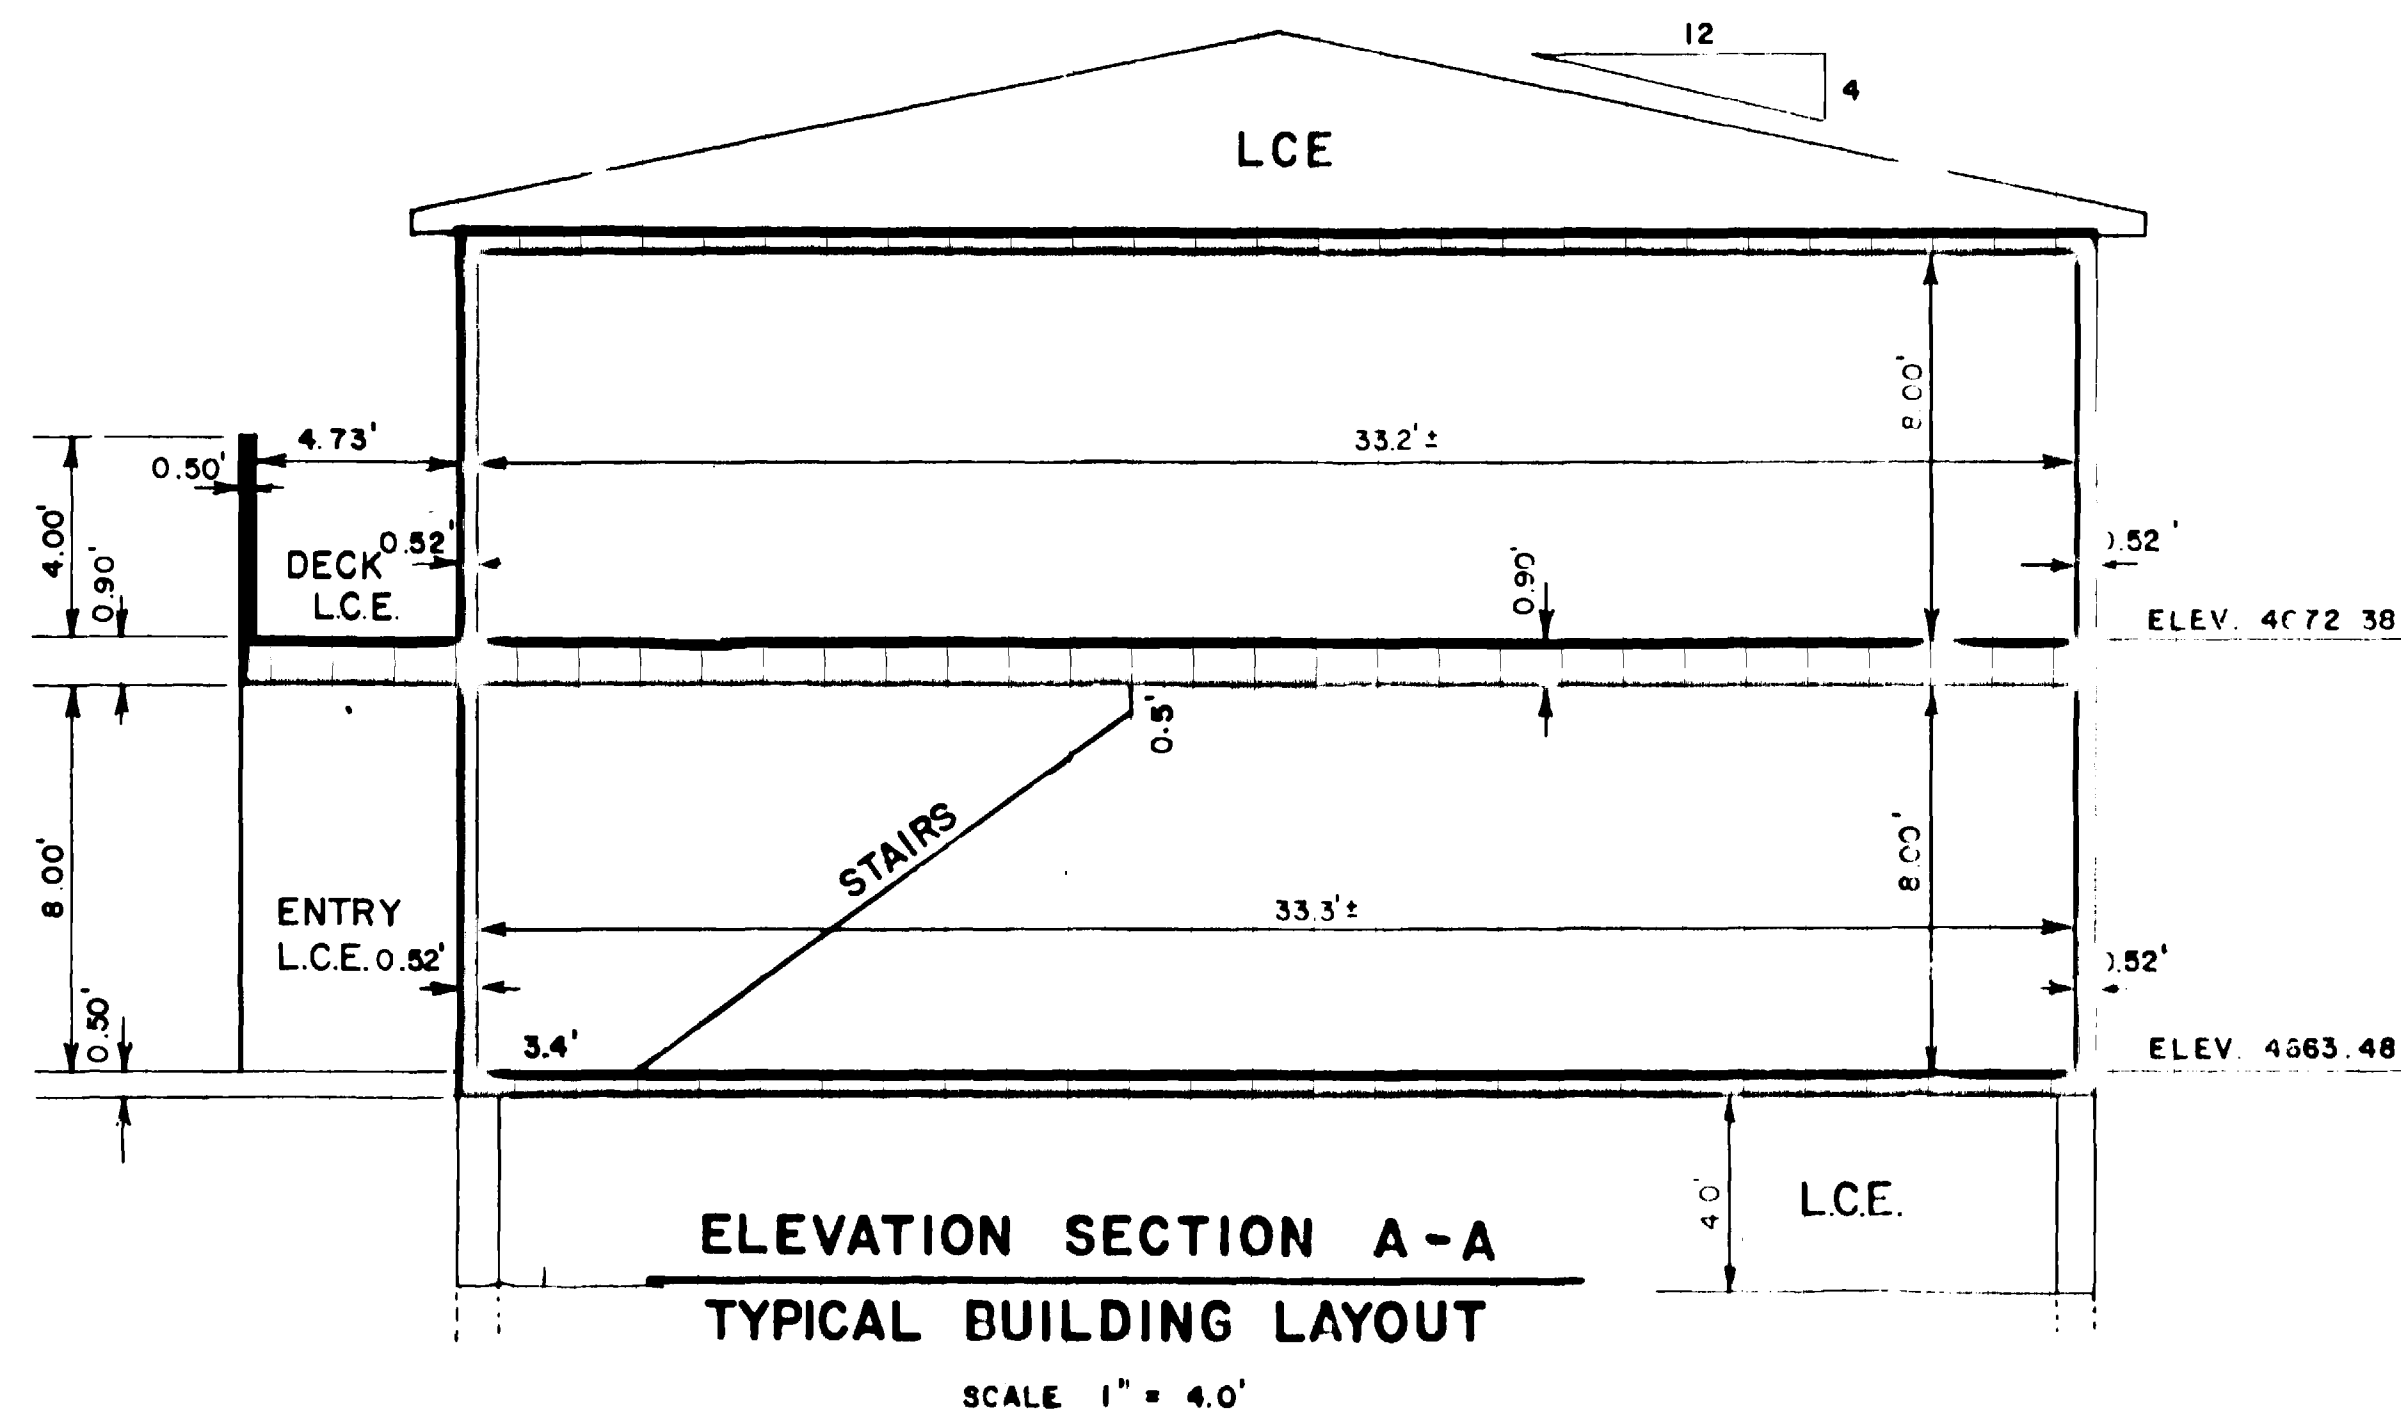 12
4
LCE
8.00'
4.73'
33.2' ±
0.50'
4.00'
0.90'
0.52'
DECK
L.C.E.
0.90'
.52'
ELEV. 4672 38
0.5'
STAIRS
8.00'
8.00'
ENTRY
L.C.E. 0.52'
33.3' ±
.52'
0.50'
3.4'
ELEV. 4663.48
4.0'
L.C.E.
ELEVATION SECTION A-A
TYPICAL BUILDING LAYOUT
SCALE 1" = 4.0'